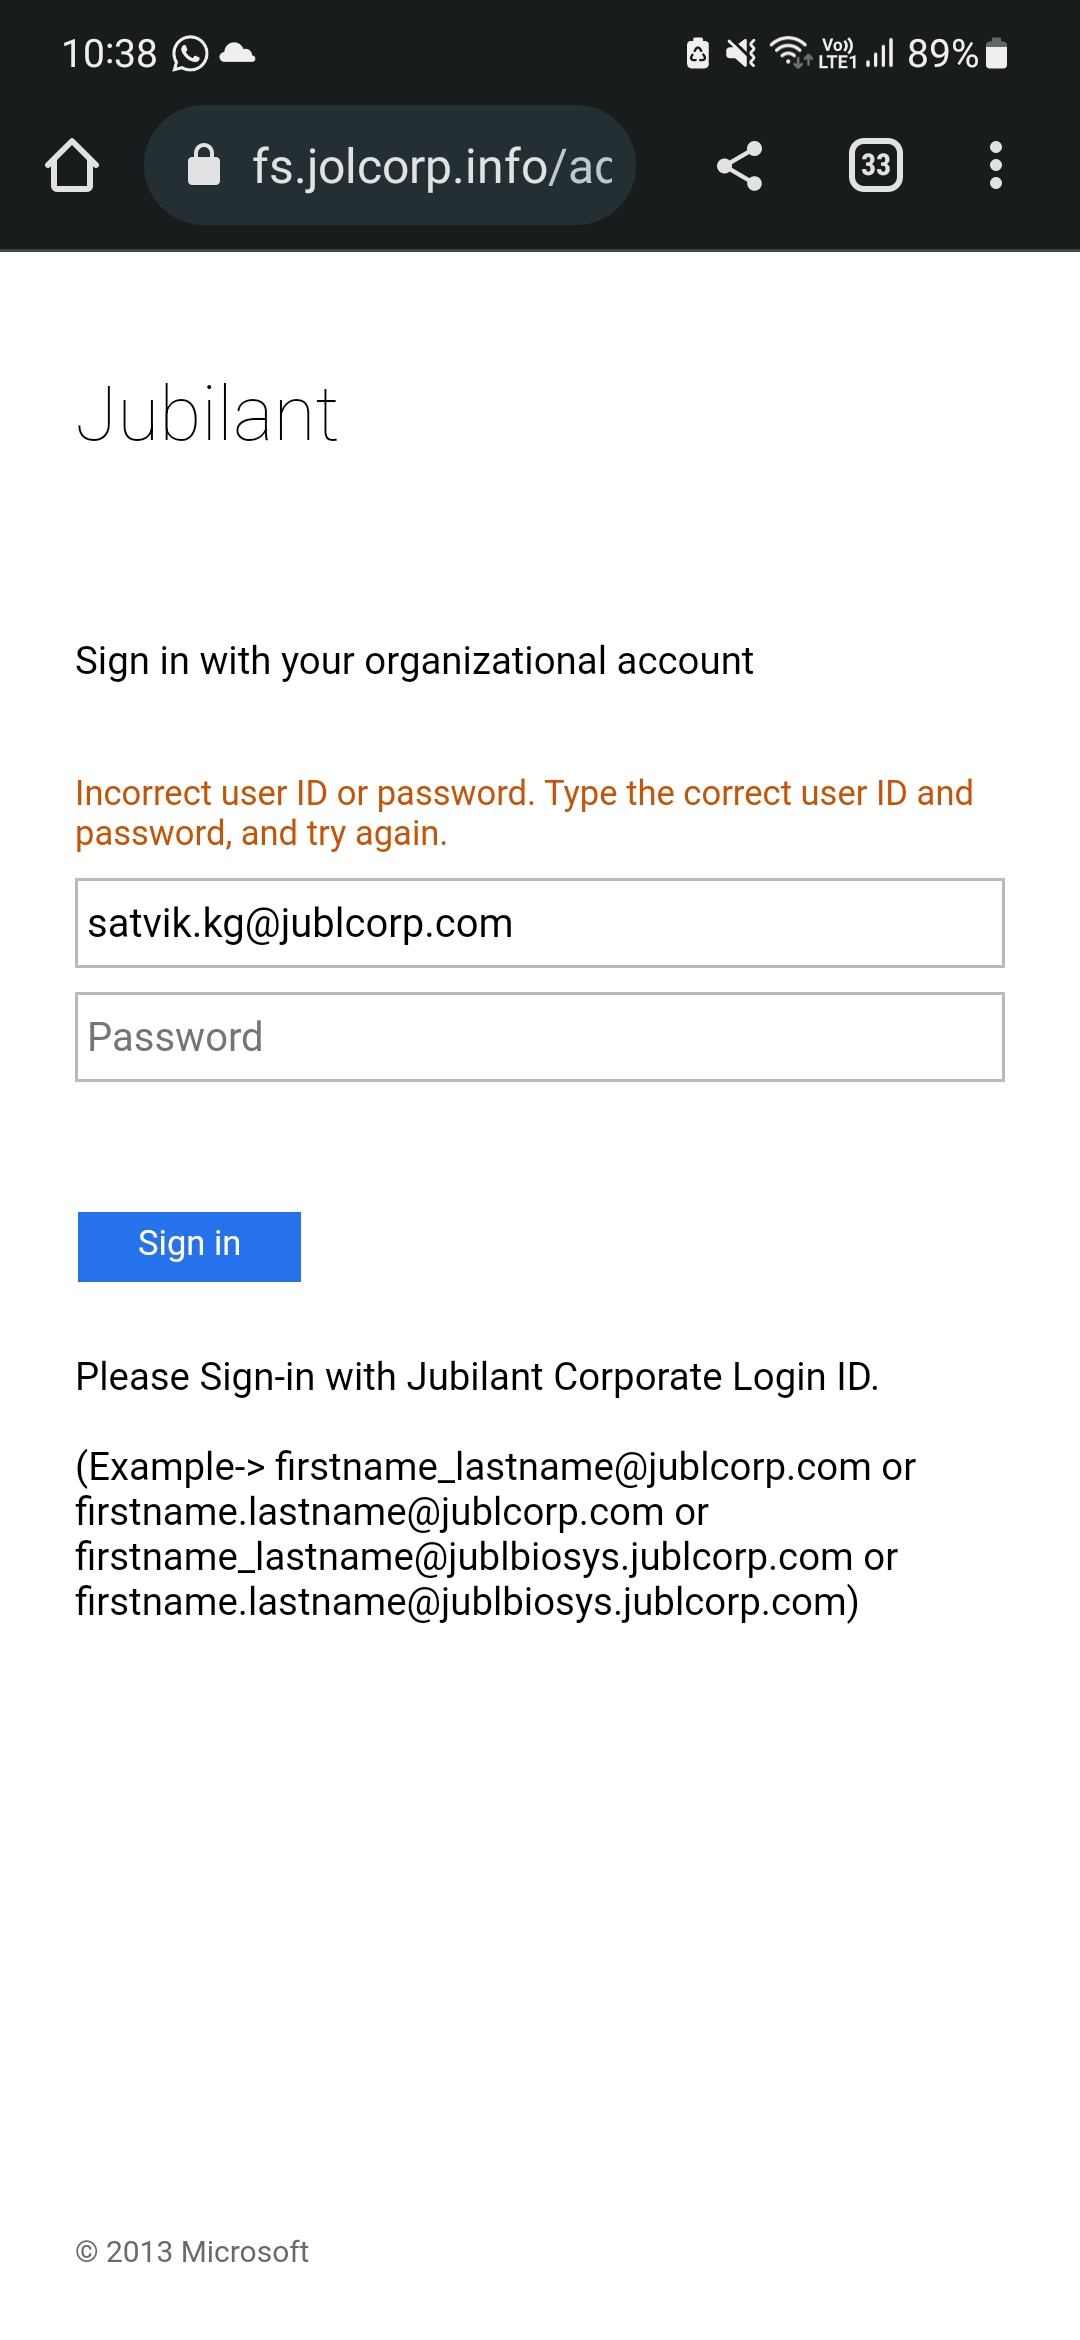 10:38
Vo)) LTE1 89%
fs.jolcorp.info/ac
33
Jubilant
Sign in with your organizational account
Incorrect user ID or password. Type the correct user ID and
password, and try again.
satvik.kg@jublcorp.com
Password
Sign in
Please Sign-in with Jubilant Corporate Login ID.
(Example-> firstname_lastname@jublcorp.com or
firstname.lastname@jublcorp.com or
firstname_lastname@jublbiosys.jublcorp.com or
firstname.lastname@jublbiosys.jublcorp.com)
© 2013 Microsoft